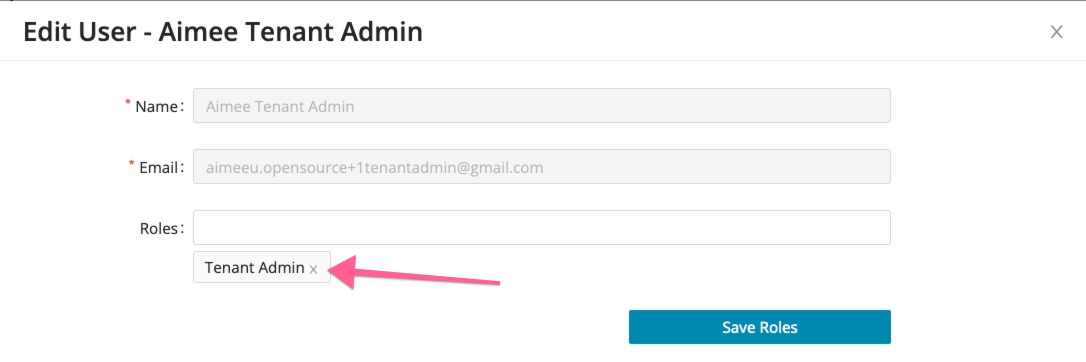 Edit User - Aimee Tenant Admin
* Name: Aimee Tenant Admin
* Email: aimeeu.opensource+1tenantadmin@gmail.com
Roles:
Tenant Admin x
Save Roles